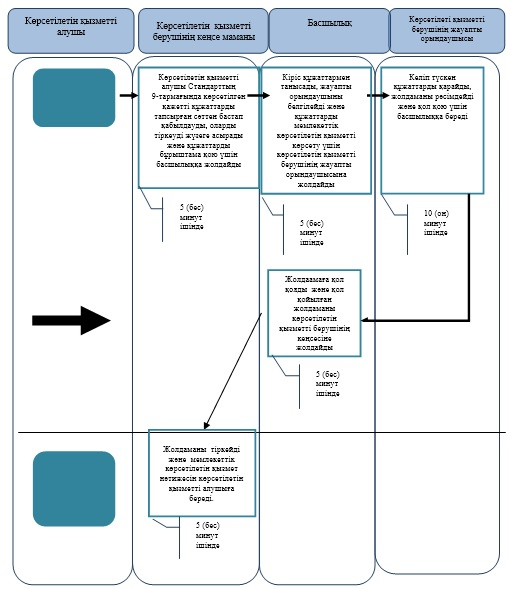 Көрсетілетін қызметті
алушы
Көрсетілетін қызметті
берушінің кеңсе маманы
Басшылық
Көрсетілеті қызметті
берушінің жауапты
орындаушысы
Көрсетілетін қызметті
алушы Стандарттың
9-тармағында көрсетілген
қажетті құжаттарды
тапсырған сәттен бастап
қабылдауды, оларды
тіркеуді жүзеге асырады
және құжаттарды
бұрыштама қою үшін
басшылыққа жолдайды
Кіріс құжаттармен
танысады, жауапты
орындаушыны
белгілейді және
құжаттарды
мемлекеттік
көрсетілетін қызметті
көрсету үшін
көрсетілетін қызметті
берушінің жауапты
орындаушысына
жолдайды
Келіп түскен
құжаттарды қарайды,
жолдаманы ресімдейді
және қол қою үшін
басшылыққа береді
5 (бес)
минут
ішінде
5 (бес)
минут
ішінде
10 (он)
минут
ішінде
Жолдаамаға қол
қояды және қол
қойылған
жолдаманы
көрсетілетін
қызметті берушінің
кеңсесіне
жолдайды
5 (бес)
минут
ішінде
Жолдаманы тіркейді
және мемлекеттік
көрсетілетін қызмет
нәтижесін көрсетілетін
қызметті алушыға
береді.
5 (бес)
минут
ішінде